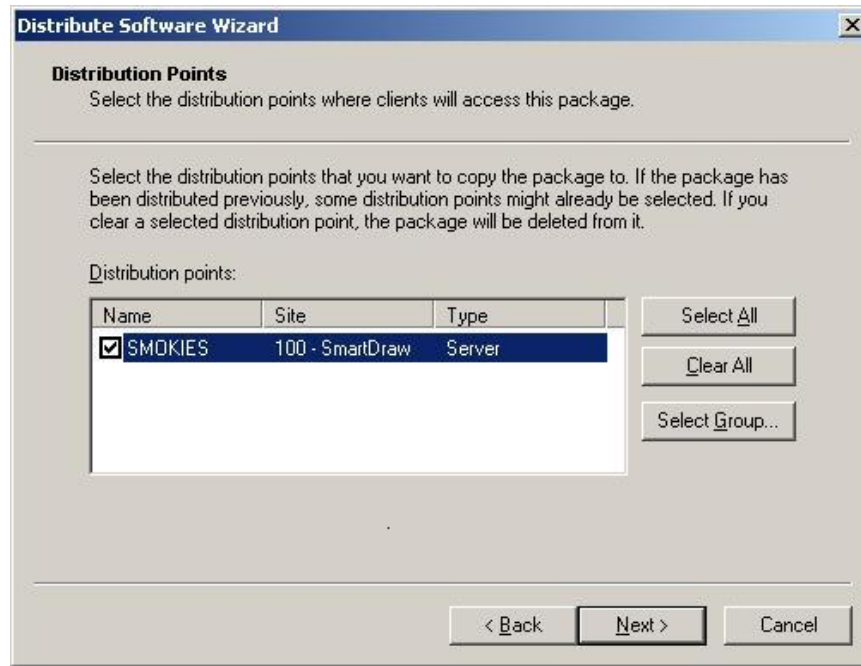 Distribute Software Wizard
Distribution Points
Select the distribution points where clients will access this package.
Select the distribution points that you want to copy the package to. If the package has
been distributed previously, some distribution points might already be selected. If you
clear a selected distribution point, the package will be deleted from it.
Distribution points:
Name Site Type
SMOKIES 100 - SmartDraw Server
Select All
Clear All
Select Group...
< Back Next > Cancel